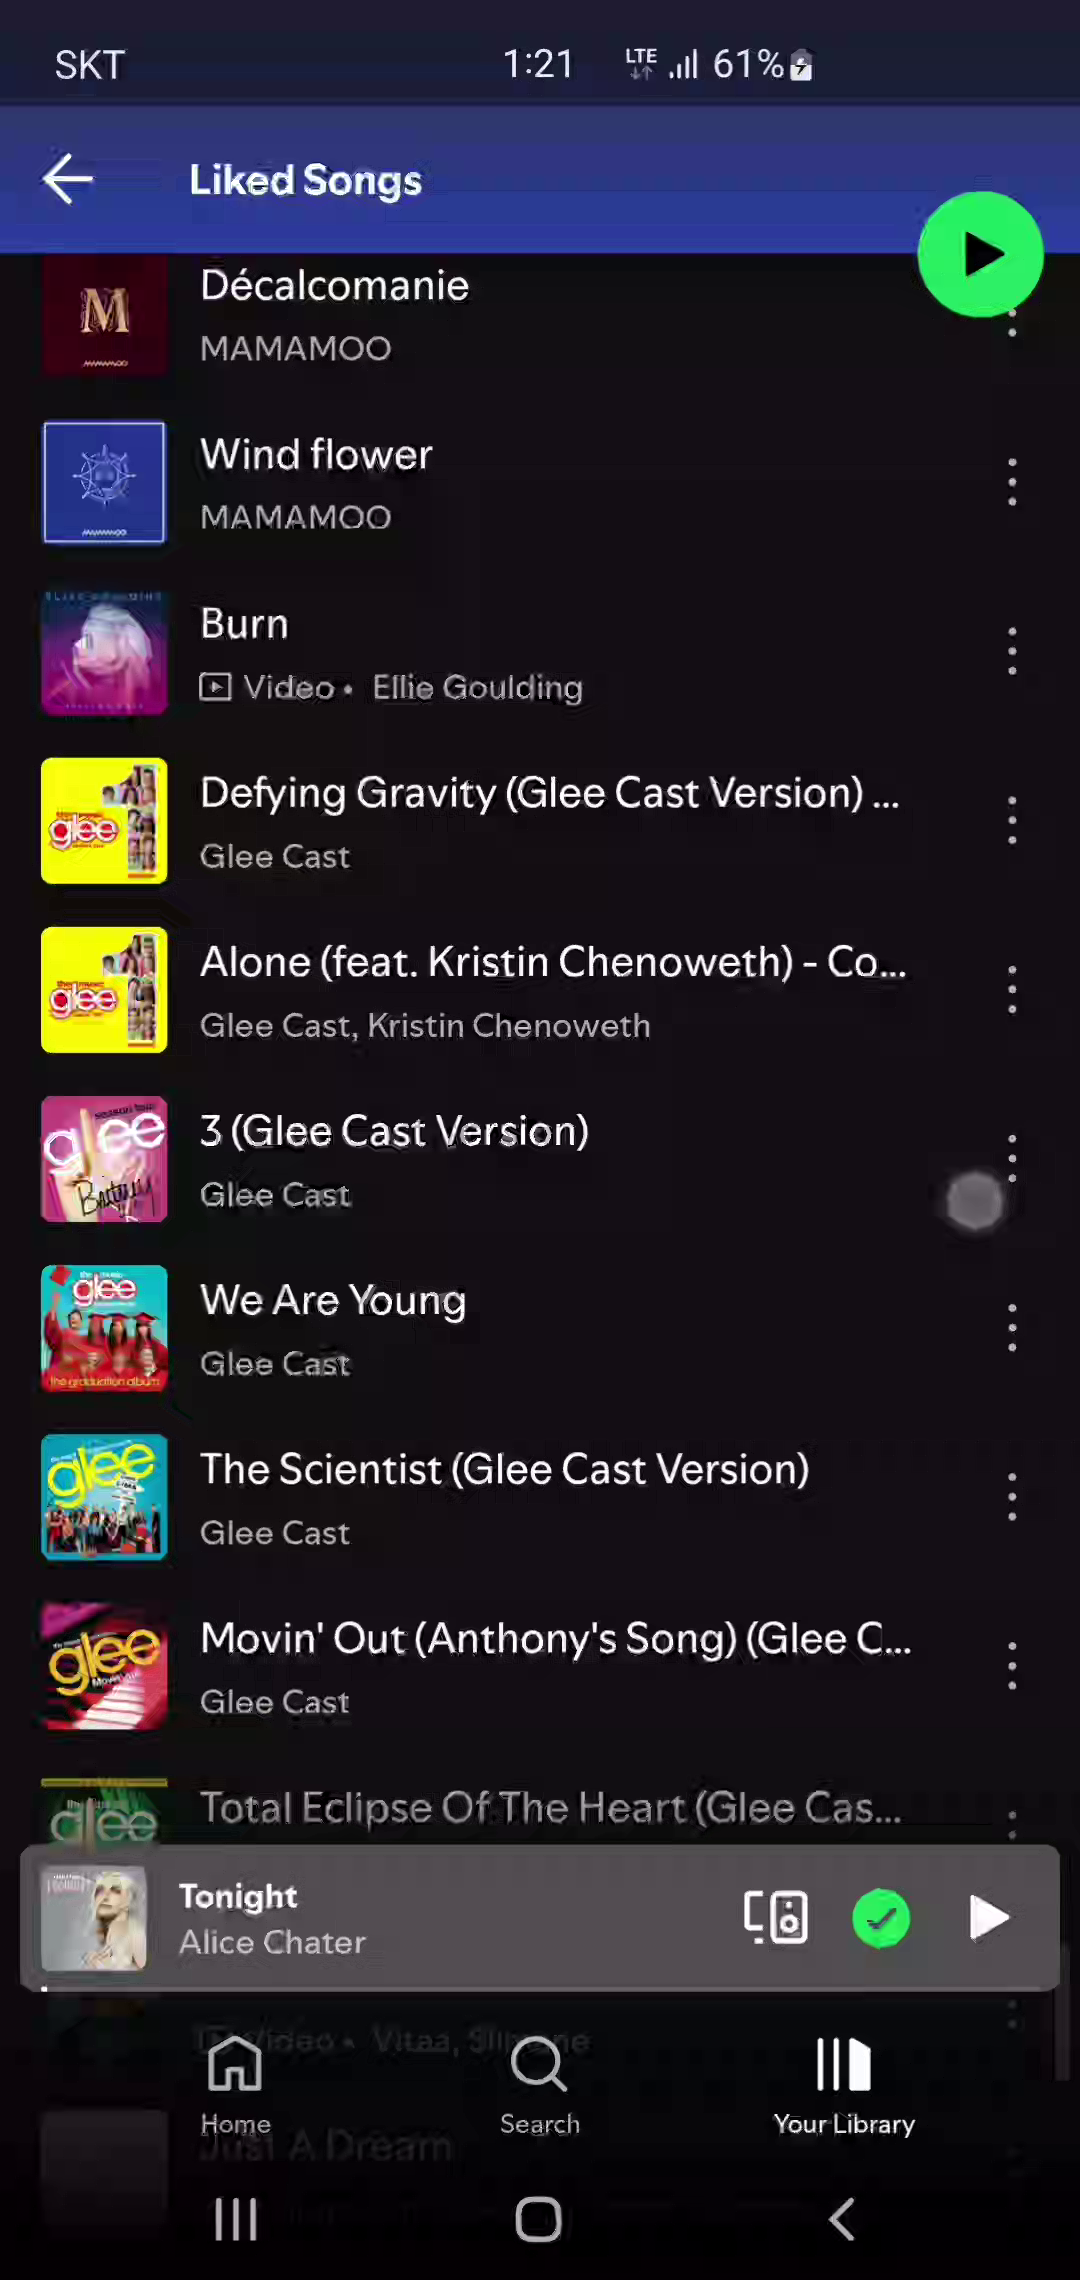 SKT 1:21 LTE 61%
Liked Songs
Décalcomanie
MAMAMOO
Wind flower
MAMAMOO
Burn
Video • Ellie Goulding
Defying Gravity (Glee Cast Version) ...
Glee Cast
Alone (feat. Kristin Chenoweth) - Co...
Glee Cast, Kristin Chenoweth
3 (Glee Cast Version)
Glee Cast
We Are Young
Glee Cast
The Scientist (Glee Cast Version)
Glee Cast
Movin' Out (Anthony's Song) (Glee C...
Glee Cast
Total Eclipse Of The Heart (Glee Cas...
Tonight
Alice Chater
Video • Vitaa, Slimane
Home Search Your Library
Just A Dream